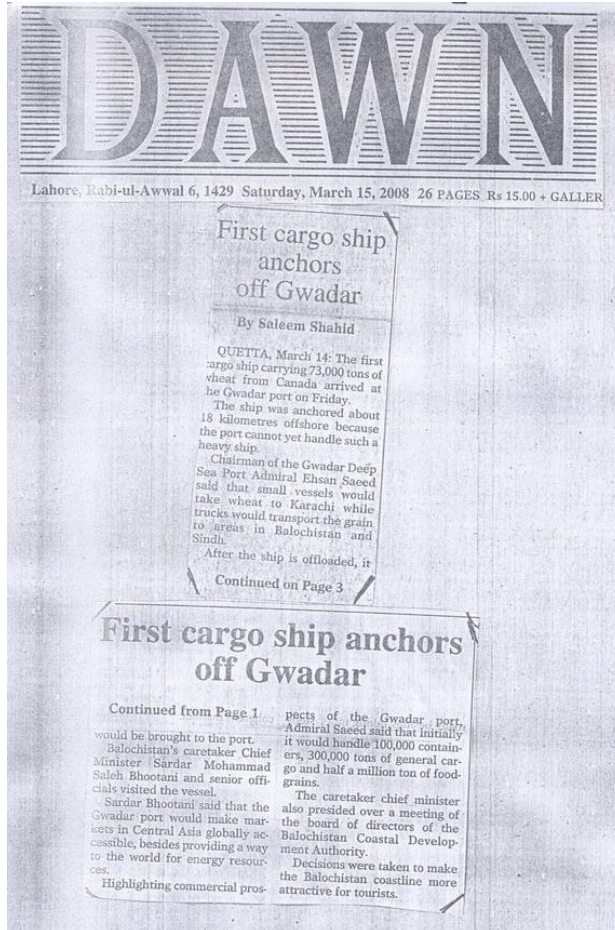 DAWN
Lahore, Rabi-ul-Awwal 6, 1429 Saturday, March 15, 2008 26 PAGES Rs 15.00 + GALLER
First cargo ship
anchors
off Gwadar
By Saleem Shahid
QUETTA, March 14: The first
cargo ship carrying 73,000 tons of
wheat from Canada arrived at
he Gwadar port on Friday.
The ship was anchored about
18 kilometres offshore because
the port cannot yet handle such a
heavy ship.
Chairman of the Gwadar Deep
Sea Port Admiral Ehsan Saeed
said that small vessels would
take wheat to Karachi while
trucks would transport the grain
to areas in Balochistan and
Sindh.
After the ship is offloaded, it
Continued on Page 3
First cargo ship anchors
off Gwadar
Continued from Page 1
would be brought to the port.
Balochistan's caretaker Chief
Minister Sardar Mohammad
Saleh Bhootani and senior offi-
cials visited the vessel.
Sardar Bhootani said that the
Gwadar port would make mar-
kets in Central Asia globally ac-
cessible, besides providing a way
to the world for energy resour-
ces.
Highlighting commercial pros-
pects of the Gwadar port,
Admiral Saeed said that initially
it would handle 100,000 contain-
ers, 300,000 tons of general car-
go and half a million ton of food-
grains.
The caretaker chief minister
also presided over a meeting of
the board of directors of the
Balochistan Coastal Develop-
ment Authority.
Decisions were taken to make
the Balochistan coastline more
attractive for tourists.